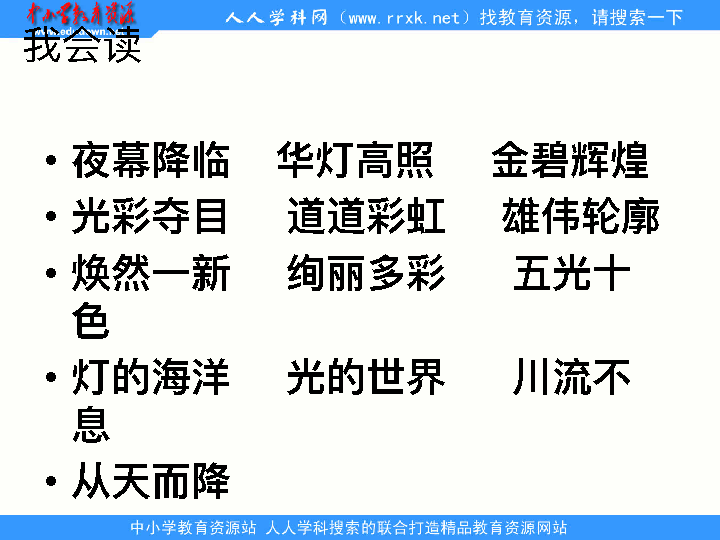 中小学教育资源
www.edudown.net
人人学科网（www.rrxk.net）找教育资源，请搜索一下
我会读
• 夜幕降临 华灯高照 金碧辉煌
• 光彩夺目 道道彩虹 雄伟轮廓
• 焕然一新 绚丽多彩 五光十
色
• 灯的海洋 光的世界 川流不
息
• 从天而降
中小学教育资源站 人人学科搜索的联合打造精品教育资源网站